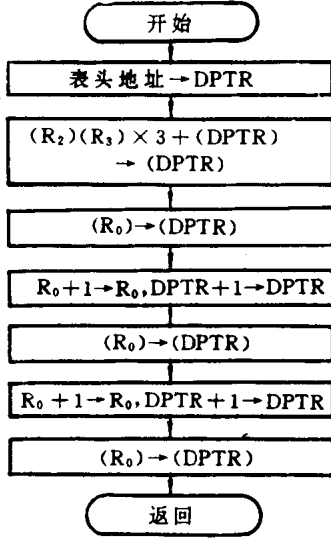 开始
表头地址→DPTR
(R₂)(R₃)×3+(DPTR)
→(DPTR)
(R₀)→(DPTR)
R₀+1→R₀,DPTR+1→DPTR
(R₀)→(DPTR)
R₀+1→R₀,DPTR+1→DPTR
(R₀)→(DPTR)
返回